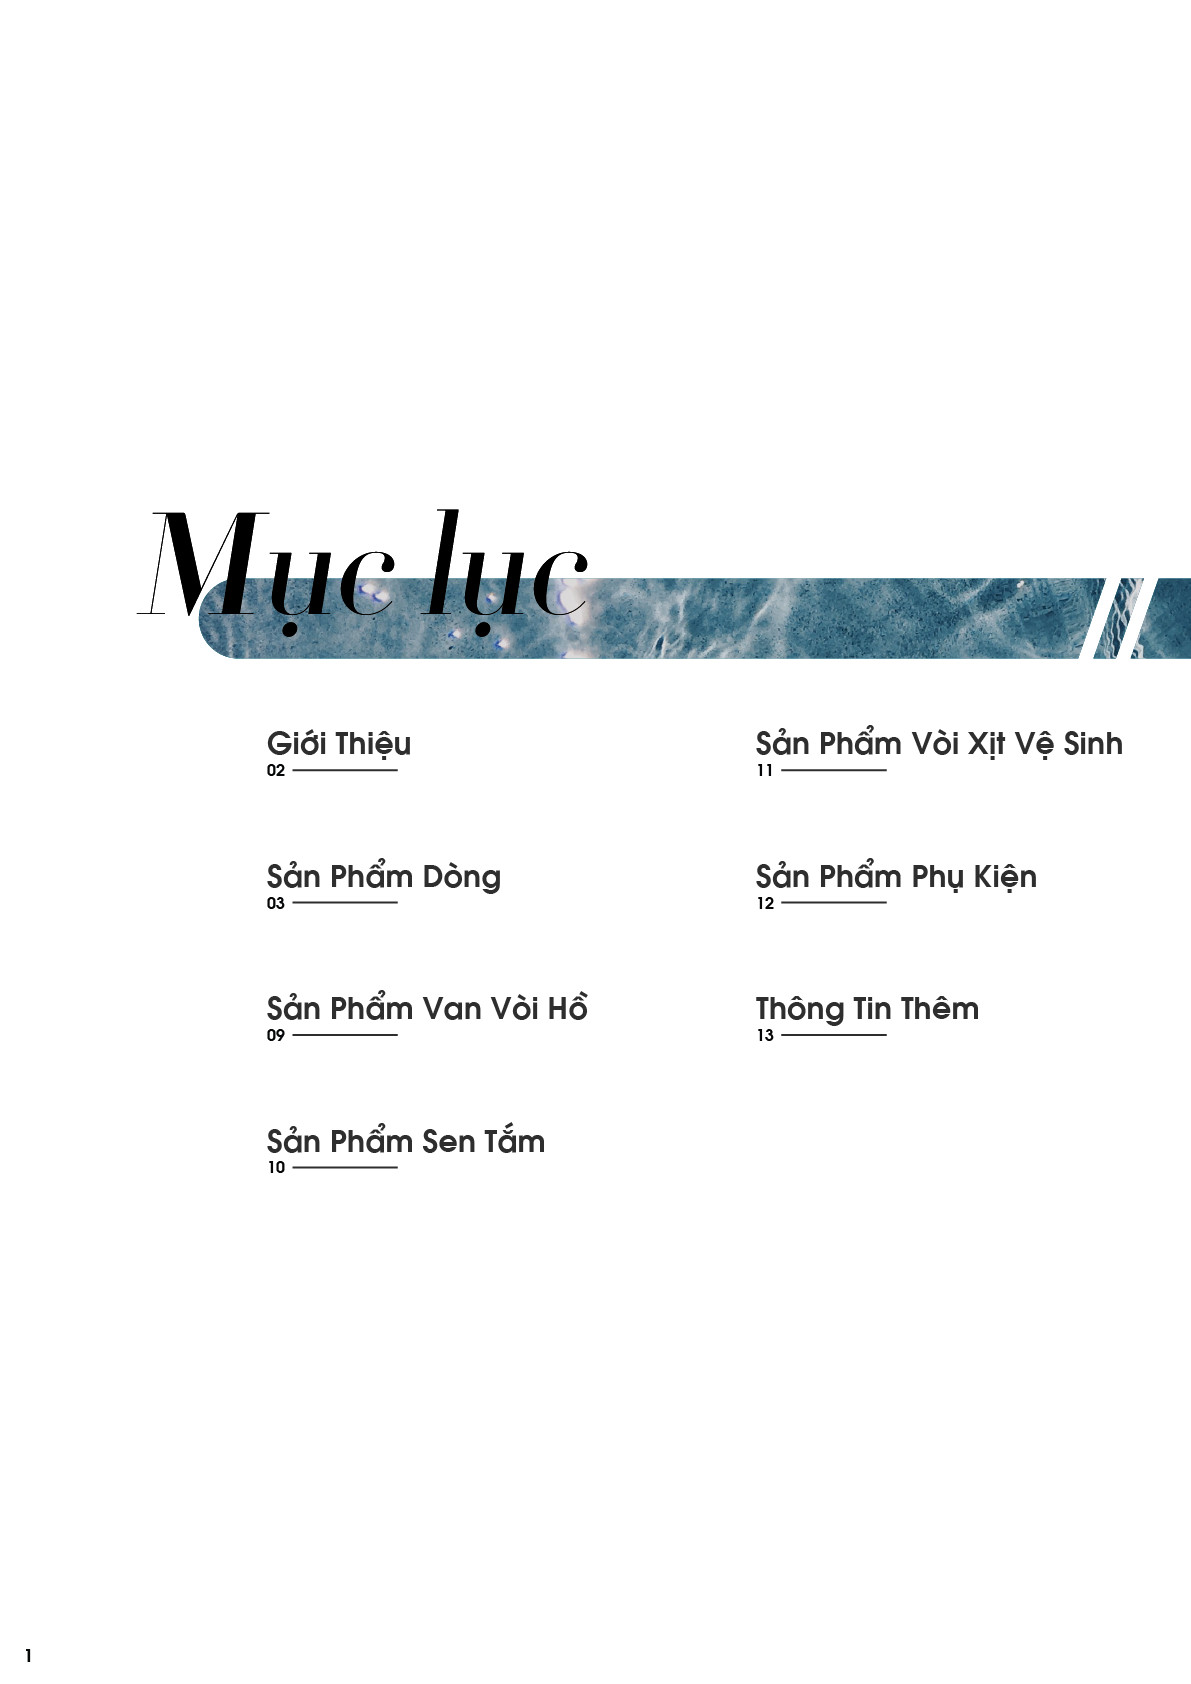 Mục lục
Giới Thiệu
02
Sản Phẩm Dòng
03
Sản Phẩm Van Vòi Hồ
09
Sản Phẩm Sen Tắm
10
Sản Phẩm Vòi Xịt Vệ Sinh
11
Sản Phẩm Phụ Kiện
12
Thông Tin Thêm
13
1